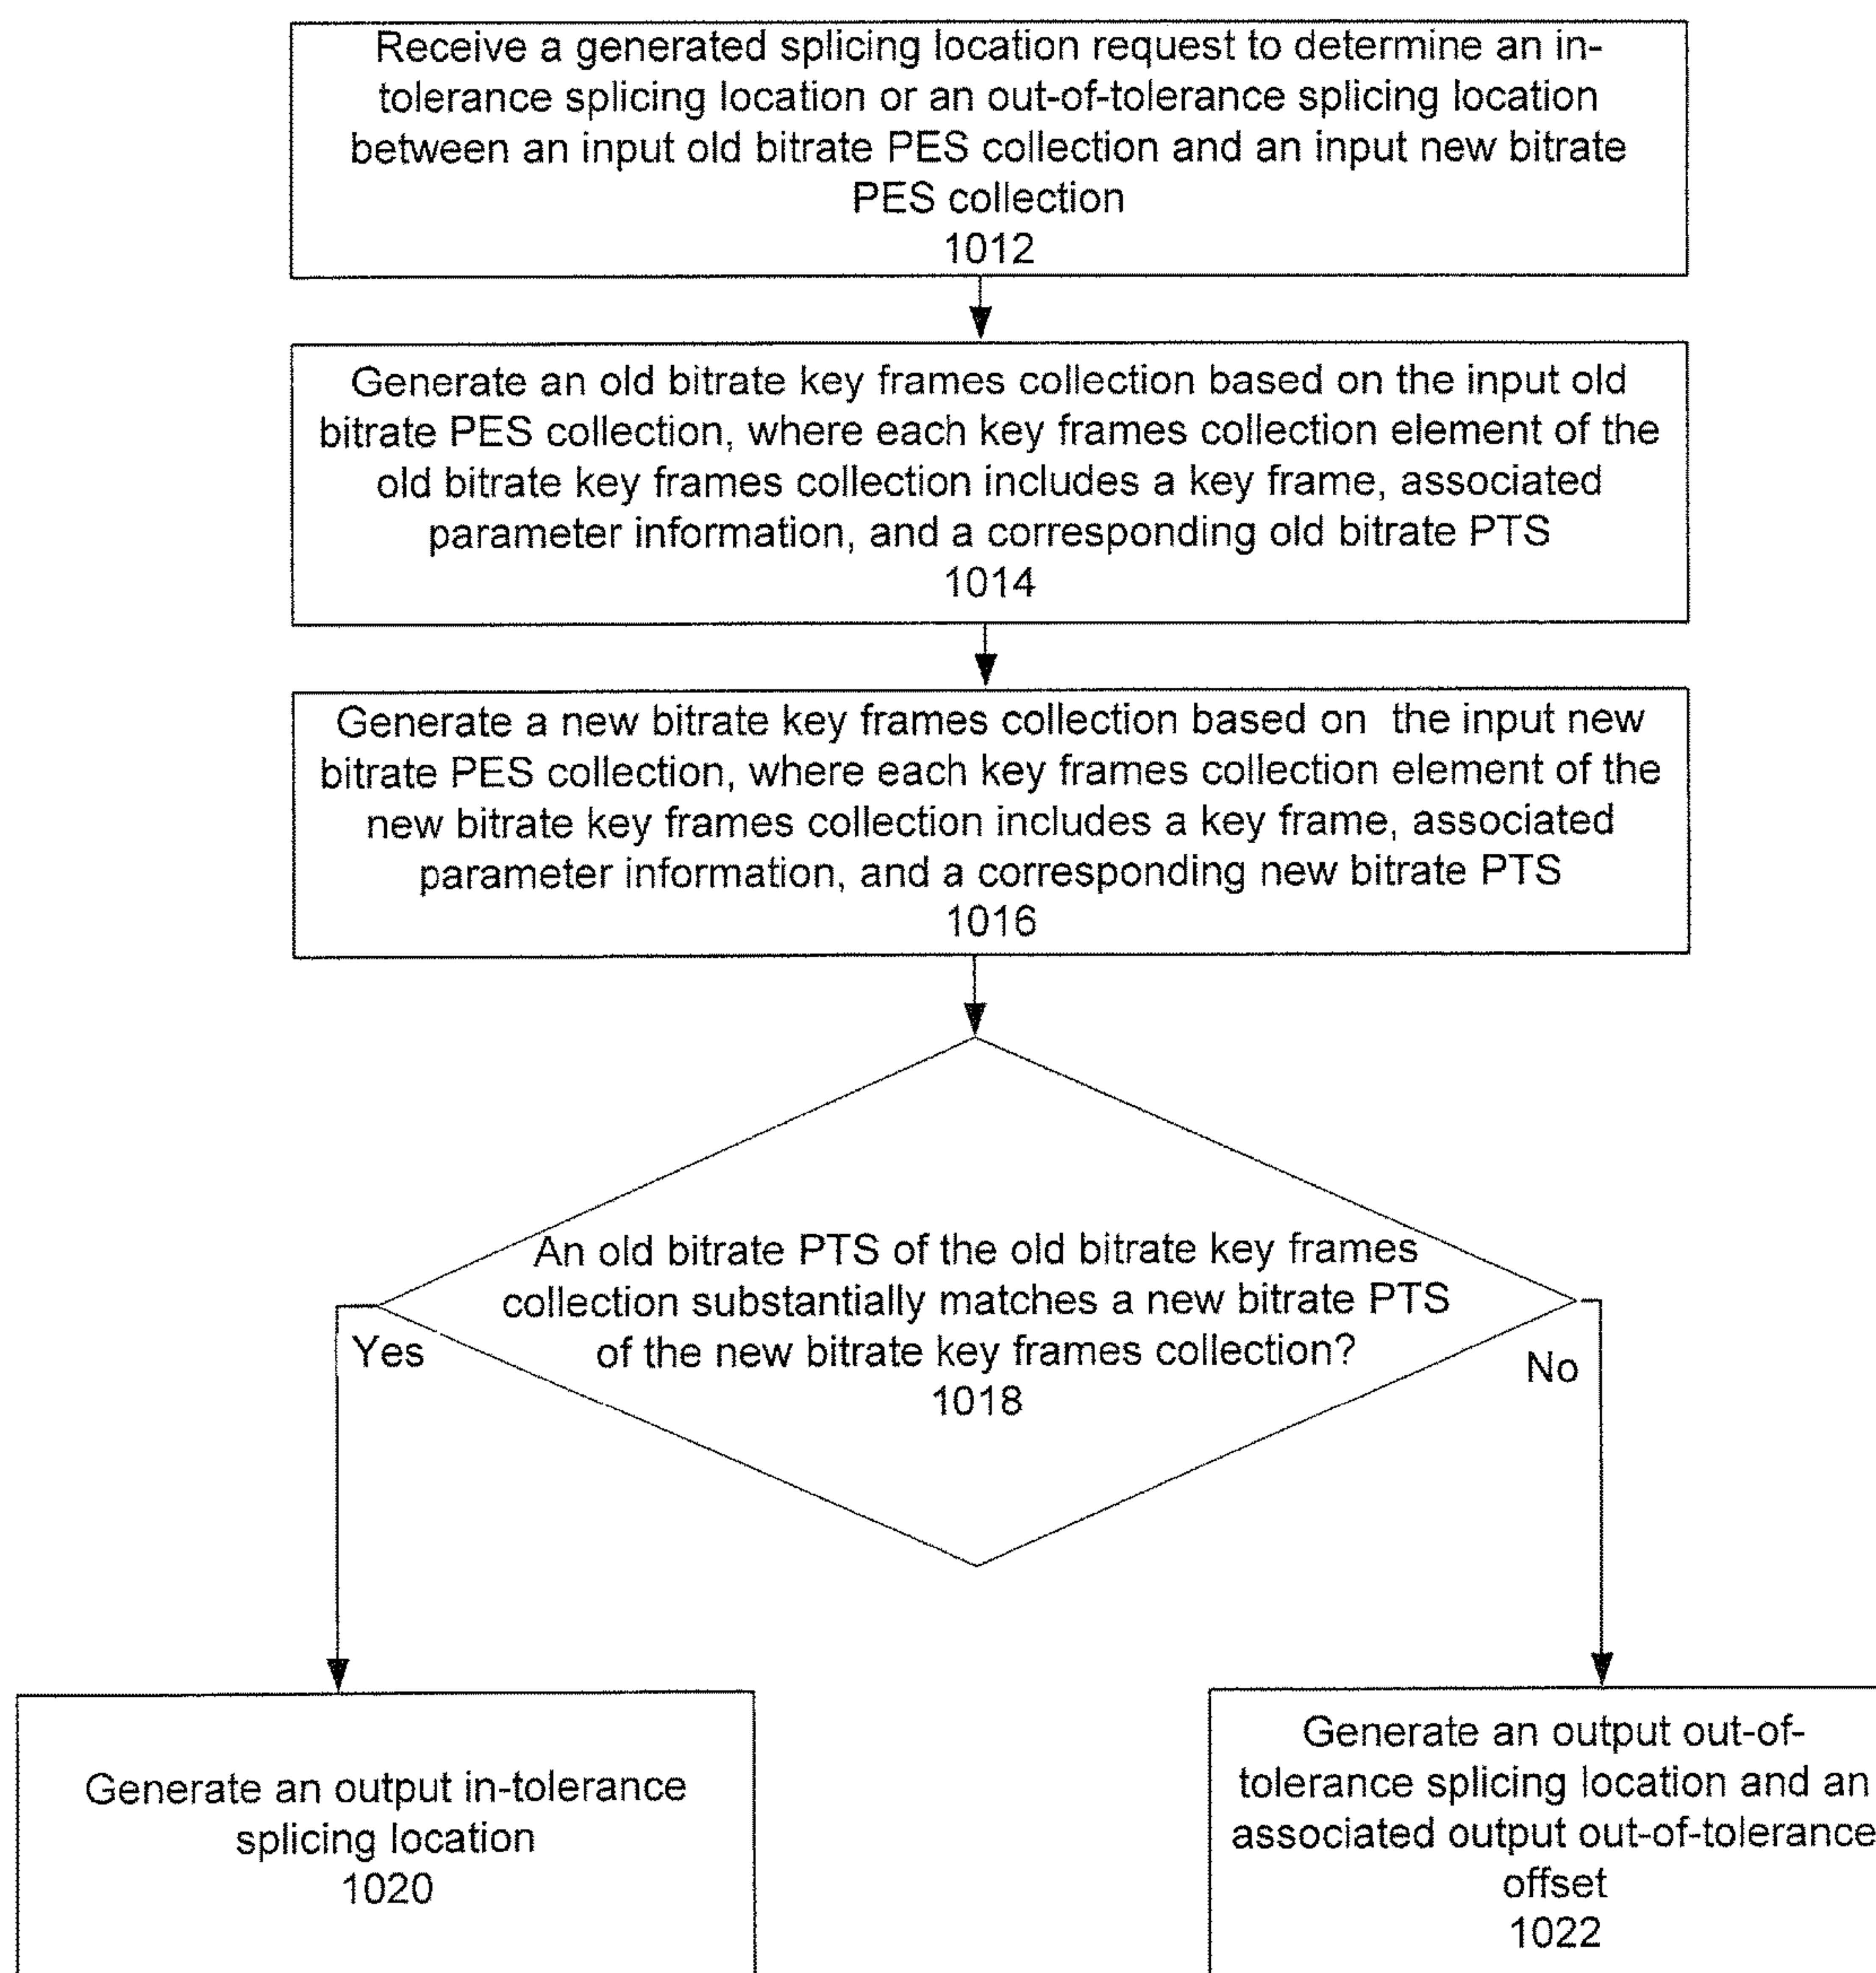 Receive a generated splicing location request to determine an in-
tolerance splicing location or an out-of-tolerance splicing location
between an input old bitrate PES collection and an input new bitrate
PES collection
1012
Generate an old bitrate key frames collection based on the input old
bitrate PES collection, where each key frames collection element of the
old bitrate key frames collection includes a key frame, associated
parameter information, and a corresponding old bitrate PTS
1014
Generate a new bitrate key frames collection based on the input new
bitrate PES collection, where each key frames collection element of the
new bitrate key frames collection includes a key frame, associated
parameter information, and a corresponding new bitrate PTS
1016
An old bitrate PTS of the old bitrate key frames
collection substantially matches a new bitrate PTS
of the new bitrate key frames collection?
1018
Yes
No
Generate an output in-tolerance
splicing location
1020
Generate an output out-of-
tolerance splicing location and an
associated output out-of-tolerance
offset
1022